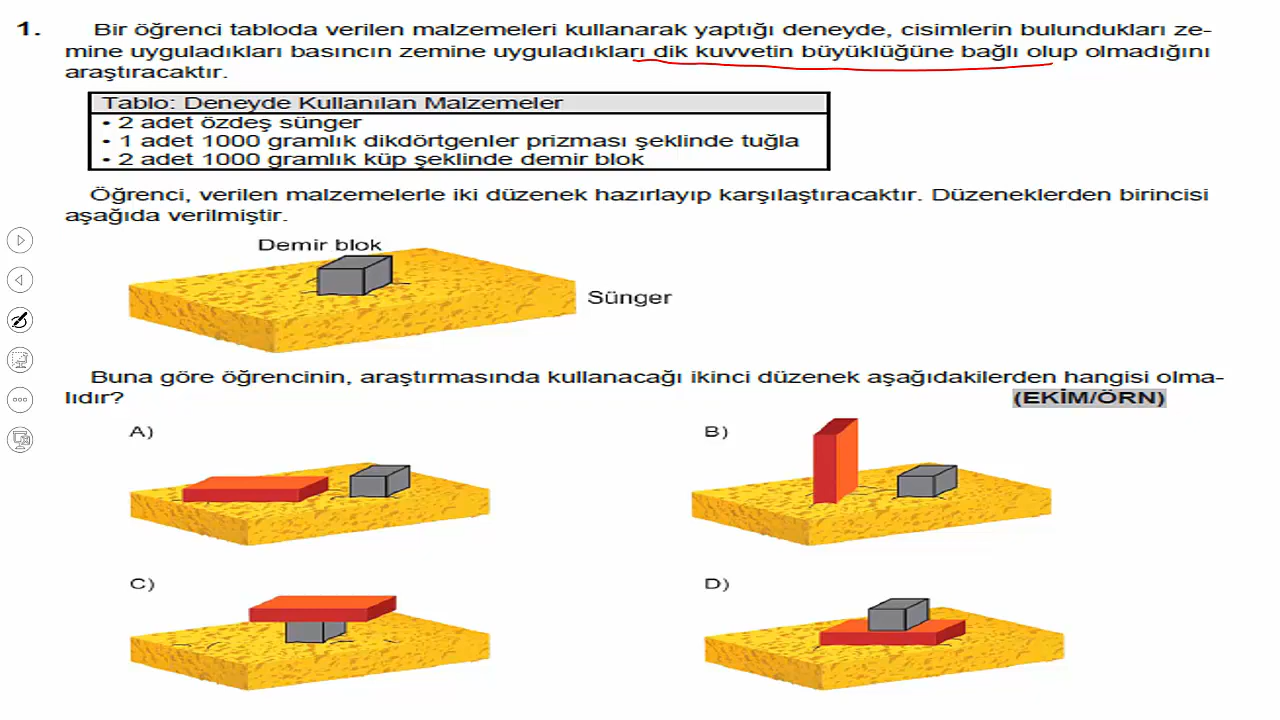 1. Bir öğrenci tabloda verilen malzemeleri kullanarak yaptığı deneyde, cisimlerin bulundukları ze-
mine uyguladıkları basıncın zemine uyguladıkları dik kuvvetin büyüklüğüne bağlı olup olmadığını
araştıracaktır.
Tablo: Deneyde Kullanılan Malzemeler
• 2 adet özdeş sünger
• 1 adet 1000 gramlık dikdörtgenler prizması şeklinde tuğla
• 2 adet 1000 gramlık küp şeklinde demir blok
Öğrenci, verilen malzemelerle iki düzenek hazırlayıp karşılaştıracaktır. Düzeneklerden birincisi
aşağıda verilmiştir.
Demir blok
Sünger
Buna göre öğrencinin, araştırmasında kullanacağı ikinci düzenek aşağıdakilerden hangisi olma-
lıdır?
(EKİM/ÖRN)
A)
B)
C)
D)